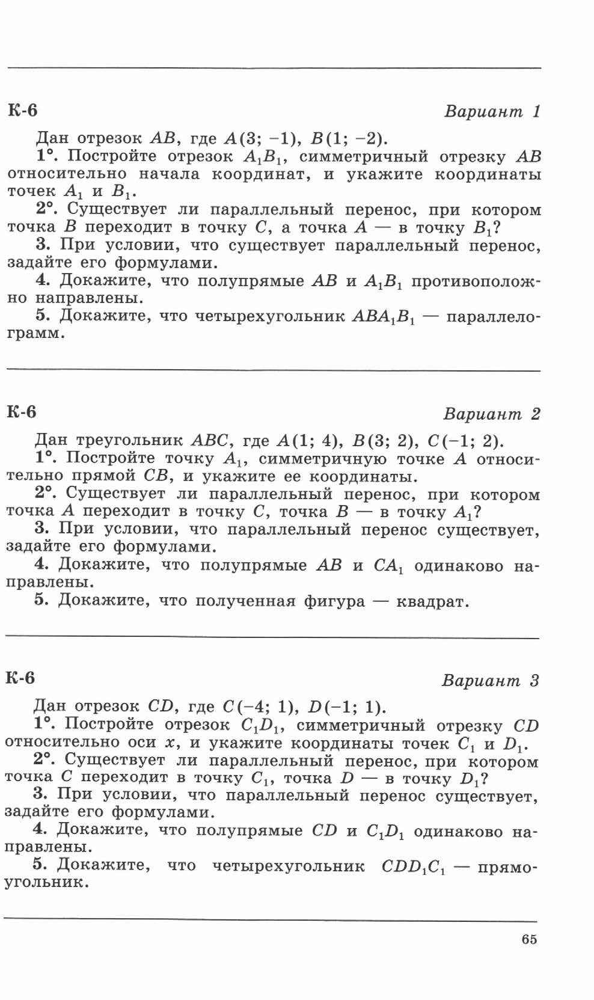 К-6 Вариант 1
Дан отрезок AB, где A(3; −1), B(1; −2).
1°. Постройте отрезок A₁B₁, симметричный отрезку AB
относительно начала координат, и укажите координаты
точек A₁ и B₁.
2°. Существует ли параллельный перенос, при котором
точка B переходит в точку C, а точка A — в точку B₁?
3. При условии, что существует параллельный перенос,
задайте его формулами.
4. Докажите, что полупрямые AB и A₁B₁ противополож-
но направлены.
5. Докажите, что четырехугольник ABA₁B₁ — параллело-
грамм.
К-6 Вариант 2
Дан треугольник ABC, где A(1; 4), B(3; 2), C(−1; 2).
1°. Постройте точку A₁, симметричную точке A относи-
тельно прямой CB, и укажите ее координаты.
2°. Существует ли параллельный перенос, при котором
точка A переходит в точку C, точка B — в точку A₁?
3. При условии, что параллельный перенос существует,
задайте его формулами.
4. Докажите, что полупрямые AB и CA₁ одинаково на-
правлены.
5. Докажите, что полученная фигура — квадрат.
К-6 Вариант 3
Дан отрезок CD, где C(−4; 1), D(−1; 1).
1°. Постройте отрезок C₁D₁, симметричный отрезку CD
относительно оси x, и укажите координаты точек C₁ и D₁.
2°. Существует ли параллельный перенос, при котором
точка C переходит в точку C₁, точка D — в точку D₁?
3. При условии, что параллельный перенос существует,
задайте его формулами.
4. Докажите, что полупрямые CD и C₁D₁ одинаково на-
правлены.
5. Докажите, что четырехугольник CDD₁C₁ — прямо-
угольник.
65